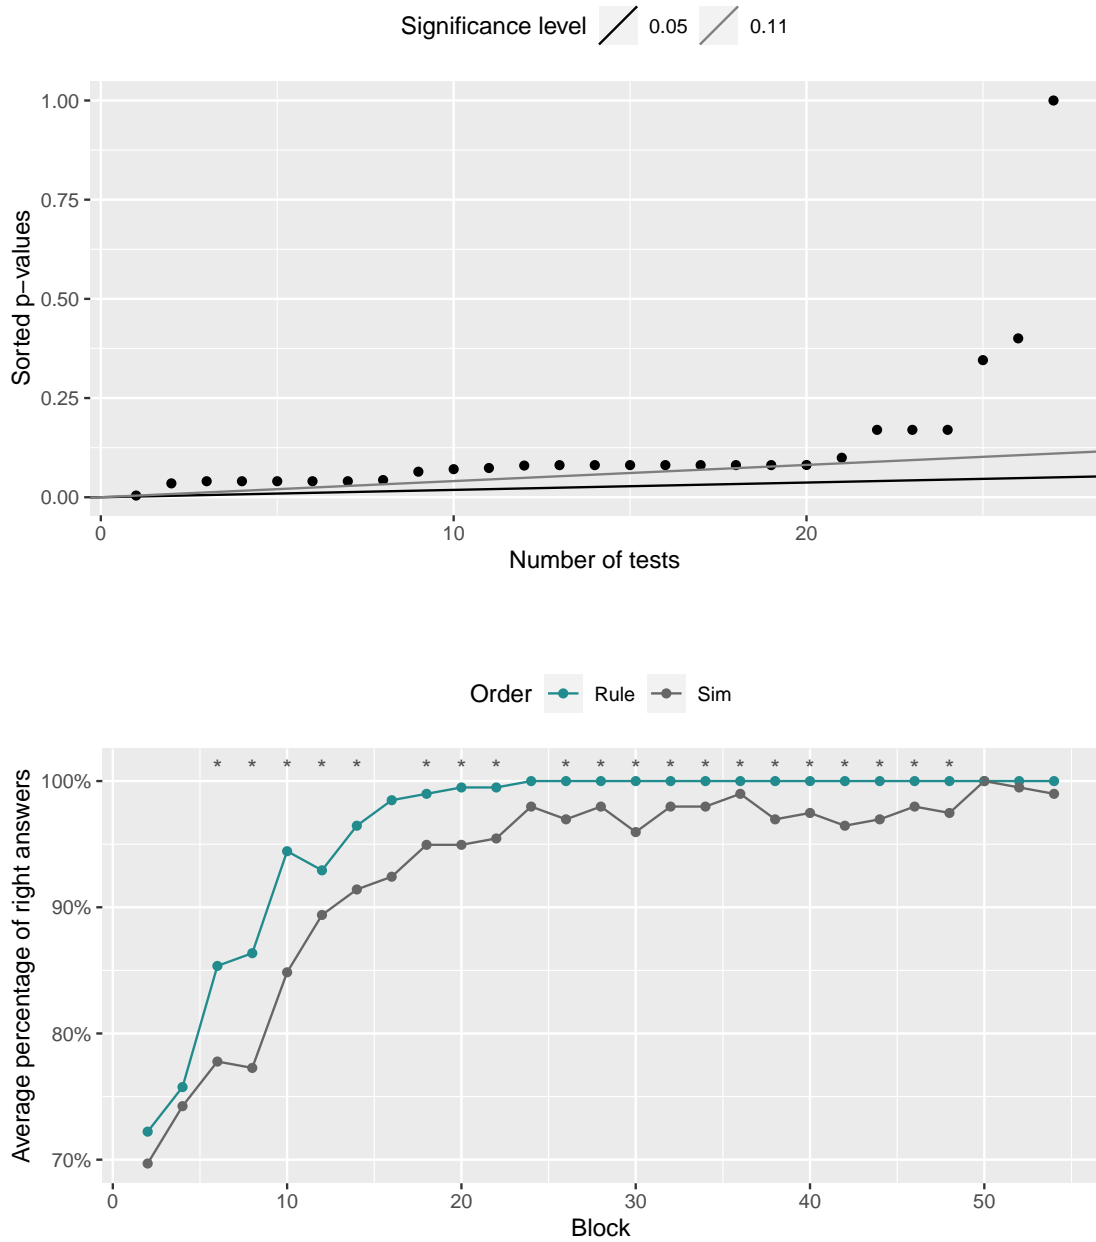 Significance level 0.05 0.11
1.00
0.75
0.50
0.25
0.00
Sorted p−values
0 10 20
Number of tests
Order Rule Sim
* * * * * * * * * * * * * * * * * * * *
100%
90%
80%
70%
Average percentage of right answers
0 10 20 30 40 50
Block